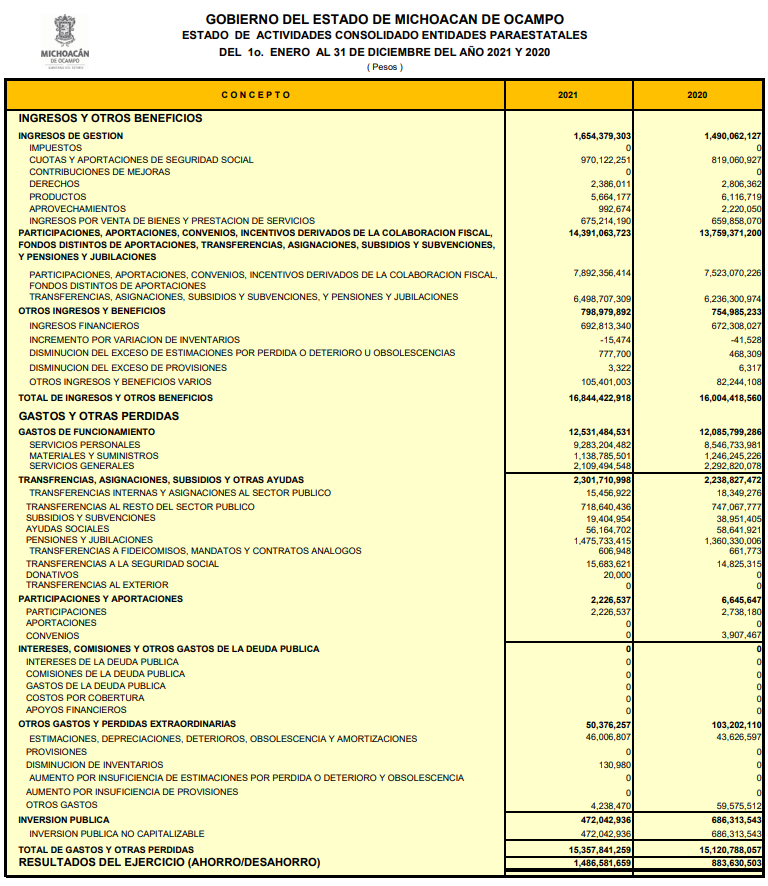 GOBIERNO DEL ESTADO DE MICHOACAN DE OCAMPO
ESTADO DE ACTIVIDADES CONSOLIDADO ENTIDADES PARAESTATALES
DEL 1o. ENERO AL 31 DE DICIEMBRE DEL AÑO 2021 Y 2020
( Pesos )
MICHOACÁN
DE OCAMPO
C O N C E P T O 2021 2020
INGRESOS Y OTROS BENEFICIOS
INGRESOS DE GESTION 1,654,379,303 1,490,062,127
IMPUESTOS 0 0
CUOTAS Y APORTACIONES DE SEGURIDAD SOCIAL 970,122,251 819,060,927
CONTRIBUCIONES DE MEJORAS 0 0
DERECHOS 2,386,011 2,806,362
PRODUCTOS 5,664,177 6,116,719
APROVECHAMIENTOS 992,674 2,220,050
INGRESOS POR VENTA DE BIENES Y PRESTACION DE SERVICIOS 675,214,190 659,858,070
PARTICIPACIONES, APORTACIONES, CONVENIOS, INCENTIVOS DERIVADOS DE LA COLABORACION FISCAL, 14,391,063,723 13,759,371,200
FONDOS DISTINTOS DE APORTACIONES, TRANSFERENCIAS, ASIGNACIONES, SUBSIDIOS Y SUBVENCIONES,
Y PENSIONES Y JUBILACIONES
PARTICIPACIONES, APORTACIONES, CONVENIOS, INCENTIVOS DERIVADOS DE LA COLABORACION FISCAL, 7,892,356,414 7,523,070,226
FONDOS DISTINTOS DE APORTACIONES
TRANSFERENCIAS, ASIGNACIONES, SUBSIDIOS Y SUBVENCIONES, Y PENSIONES Y JUBILACIONES 6,498,707,309 6,236,300,974
OTROS INGRESOS Y BENEFICIOS 798,979,892 754,985,233
INGRESOS FINANCIEROS 692,813,340 672,308,027
INCREMENTO POR VARIACION DE INVENTARIOS -15,474 -41,528
DISMINUCION DEL EXCESO DE ESTIMACIONES POR PERDIDA O DETERIORO U OBSOLESCENCIAS 777,700 468,309
DISMINUCION DEL EXCESO DE PROVISIONES 3,322 6,317
OTROS INGRESOS Y BENEFICIOS VARIOS 105,401,003 82,244,108
TOTAL DE INGRESOS Y OTROS BENEFICIOS 16,844,422,918 16,004,418,560
GASTOS Y OTRAS PERDIDAS
GASTOS DE FUNCIONAMIENTO 12,531,484,531 12,085,799,286
SERVICIOS PERSONALES 9,283,204,482 8,546,733,981
MATERIALES Y SUMINISTROS 1,138,785,501 1,246,245,226
SERVICIOS GENERALES 2,109,494,548 2,292,820,078
TRANSFRENCIAS, ASIGNACIONES, SUBSIDIOS Y OTRAS AYUDAS 2,301,710,998 2,238,827,472
TRANSFERENCIAS INTERNAS Y ASIGNACIONES AL SECTOR PUBLICO 15,456,922 18,349,276
TRANSFERENCIAS AL RESTO DEL SECTOR PUBLICO 718,640,436 747,067,777
SUBSIDIOS Y SUBVENCIONES 19,404,954 38,951,405
AYUDAS SOCIALES 56,164,702 58,641,921
PENSIONES Y JUBILACIONES 1,475,733,415 1,360,330,006
TRANSFERENCIAS A FIDEICOMISOS, MANDATOS Y CONTRATOS ANALOGOS 606,948 661,773
TRANSFERENCIAS A LA SEGURIDAD SOCIAL 15,683,621 14,825,315
DONATIVOS 20,000 0
TRANSFERENCIAS AL EXTERIOR 0 0
PARTICIPACIONES Y APORTACIONES 2,226,537 6,645,647
PARTICIPACIONES 2,226,537 2,738,180
APORTACIONES 0 0
CONVENIOS 0 3,907,467
INTERESES, COMISIONES Y OTROS GASTOS DE LA DEUDA PUBLICA 0 0
INTERESES DE LA DEUDA PUBLICA 0 0
COMISIONES DE LA DEUDA PUBLICA 0 0
GASTOS DE LA DEUDA PUBLICA 0 0
COSTOS POR COBERTURA 0 0
APOYOS FINANCIEROS 0 0
OTROS GASTOS Y PERDIDAS EXTRAORDINARIAS 50,376,257 103,202,110
ESTIMACIONES, DEPRECIACIONES, DETERIOROS, OBSOLESCENCIA Y AMORTIZACIONES 46,006,807 43,626,597
PROVISIONES 0 0
DISMINUCION DE INVENTARIOS 130,980 0
AUMENTO POR INSUFICIENCIA DE ESTIMACIONES POR PERDIDA O DETERIORO Y OBSOLESCENCIA 0 0
AUMENTO POR INSUFICIENCIA DE PROVISIONES 0 0
OTROS GASTOS 4,238,470 59,575,512
INVERSION PUBLICA 472,042,936 686,313,543
INVERSION PUBLICA NO CAPITALIZABLE 472,042,936 686,313,543
TOTAL DE GASTOS Y OTRAS PERDIDAS 15,357,841,259 15,120,788,057
RESULTADOS DEL EJERCICIO (AHORRO/DESAHORRO) 1,486,581,659 883,630,503